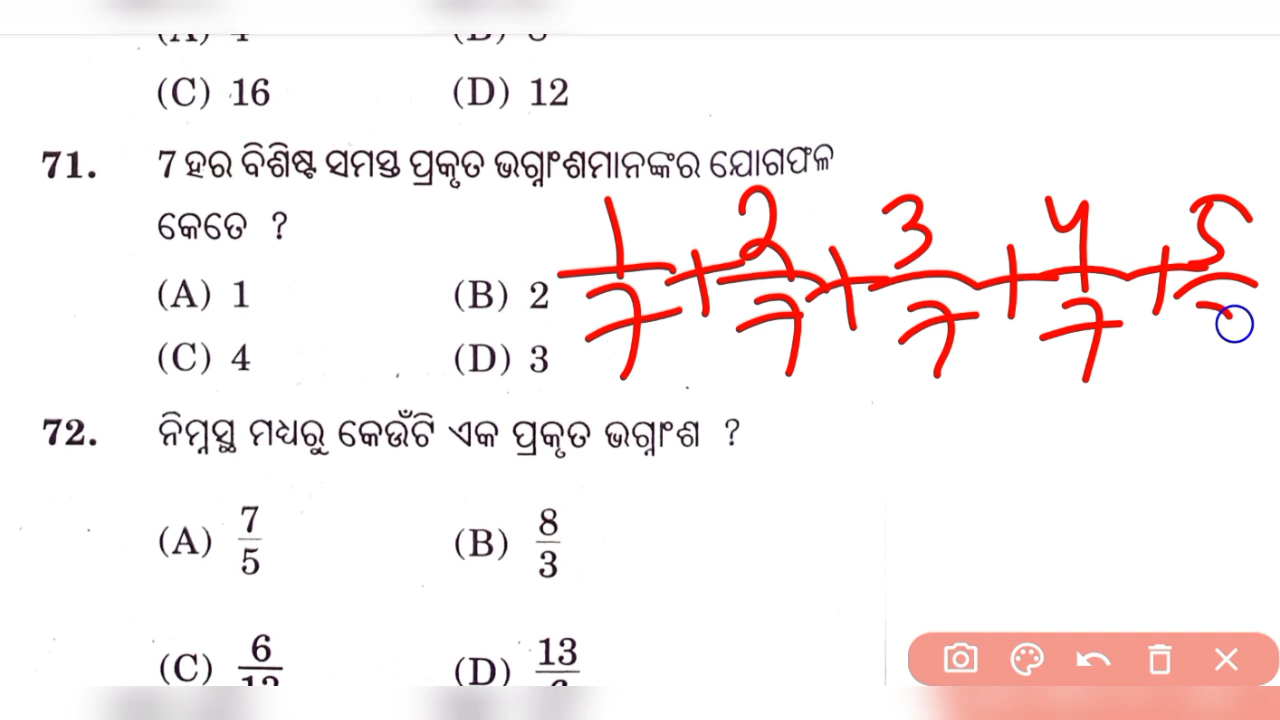 (C) 16 (D) 12
71. 7 ହର ବିଶିଷ୍ଟ ସମସ୍ତ ପ୍ରକୃତ ଭଗ୍ନାଂଶମାନଙ୍କର ଯୋଗଫଳ
କେତେ ?
1/7 + 2/7 + 3/7 + 4/7 + 5/
(A) 1 (B) 2
(C) 4 (D) 3
72. ନିମ୍ନସ୍ଥ ମଧ୍ୟରୁ କେଉଁଟି ଏକ ପ୍ରକୃତ ଭଗ୍ନାଂଶ ?
(A) 7/5 (B) 8/3
(C) 6/ (D) 13/